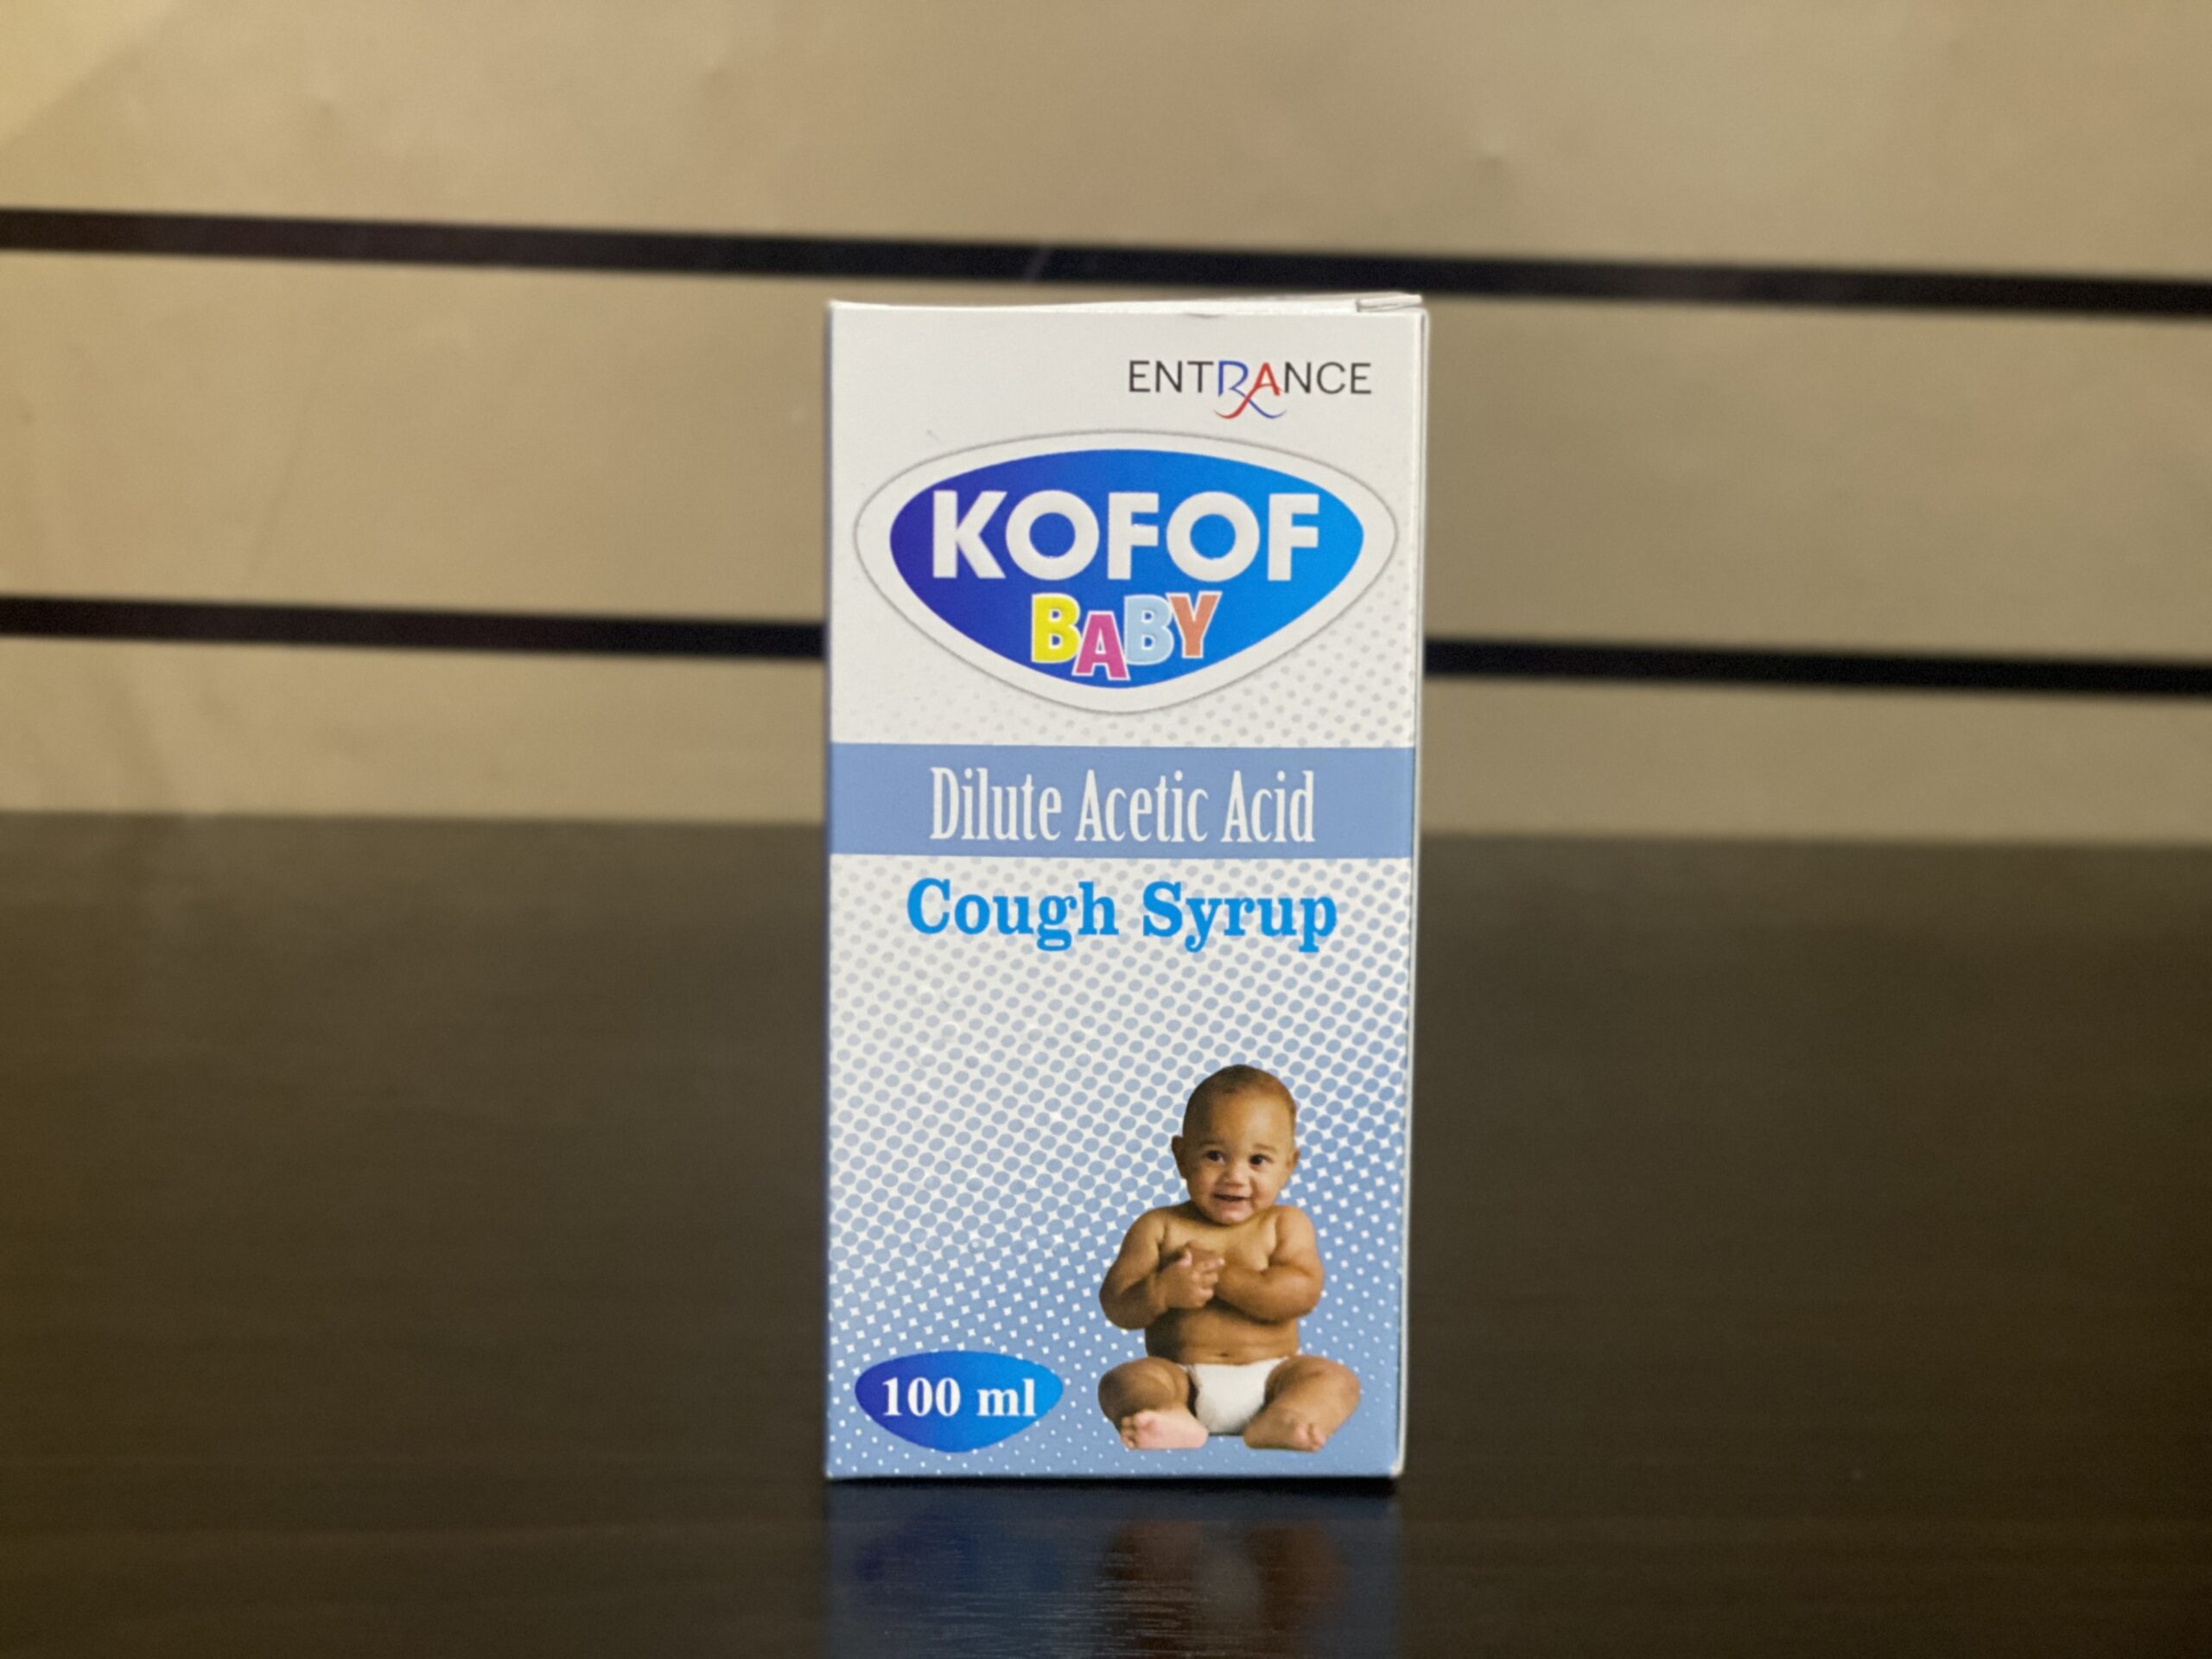 ENTRANCE
KOFOF
BABY
Dilute Acetic Acid
Cough Syrup
100 ml